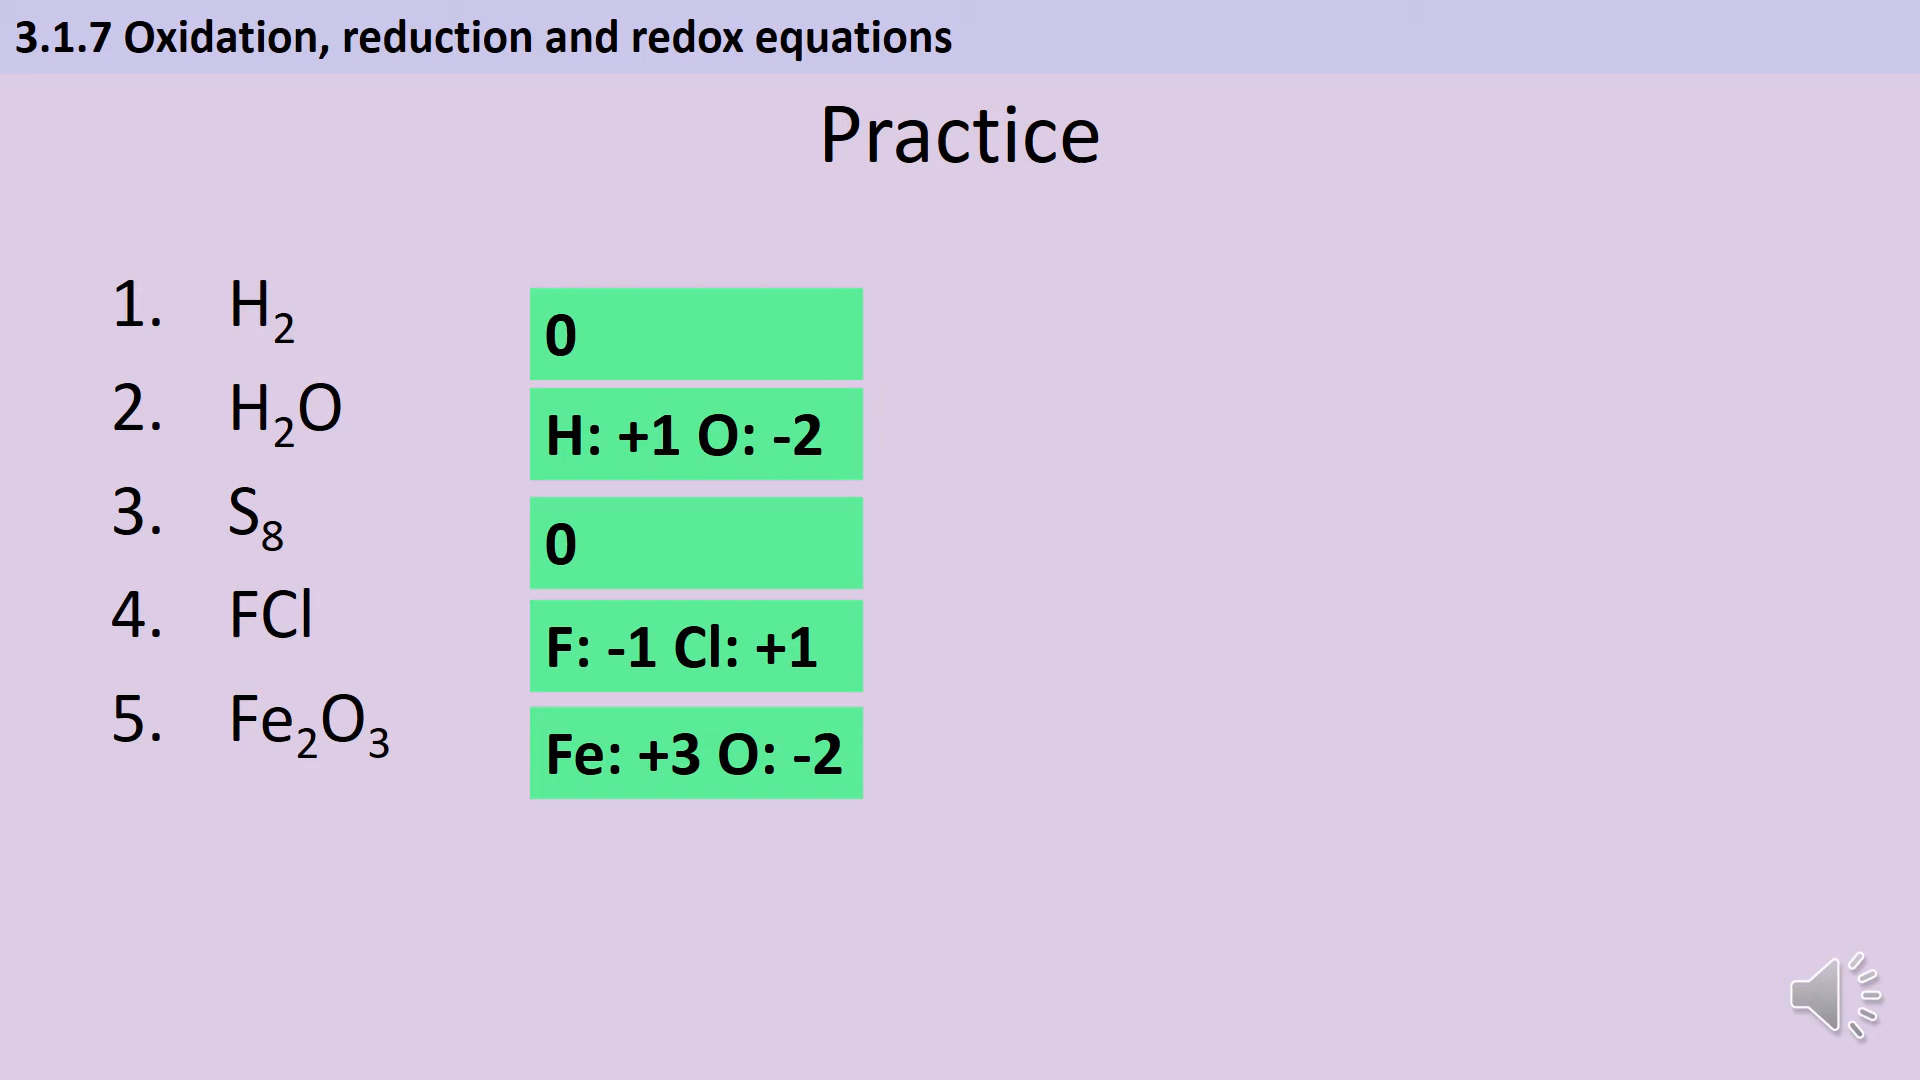 3.1.7 Oxidation, reduction and redox equations
Practice
1. H₂
0
2. H₂O
H: +1 O: -2
3. S₈
0
4. FCl
F: -1 Cl: +1
5. Fe₂O₃
Fe: +3 O: -2